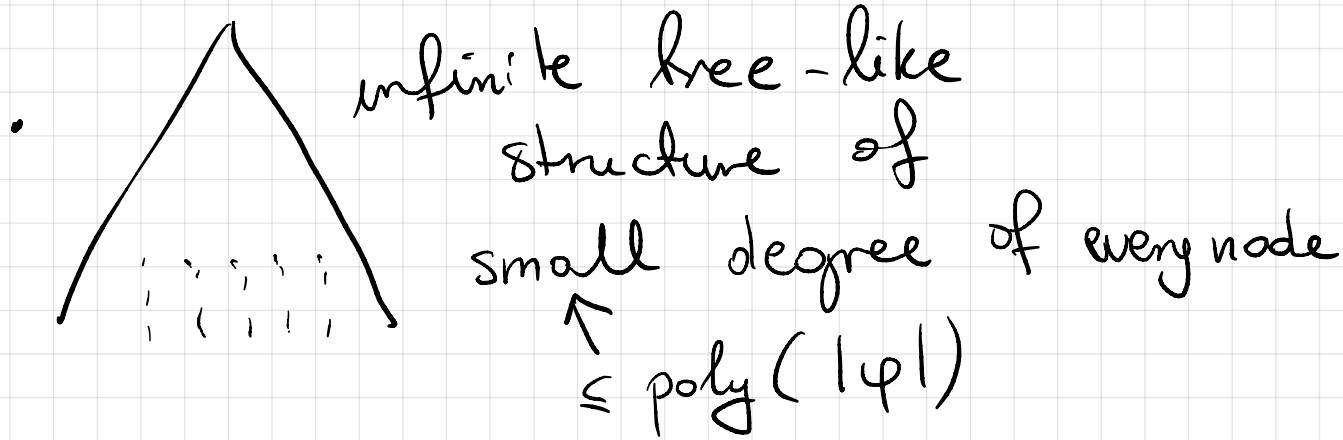 infinite tree-like
structure of
small degree of every node
≤ poly(|φ|)